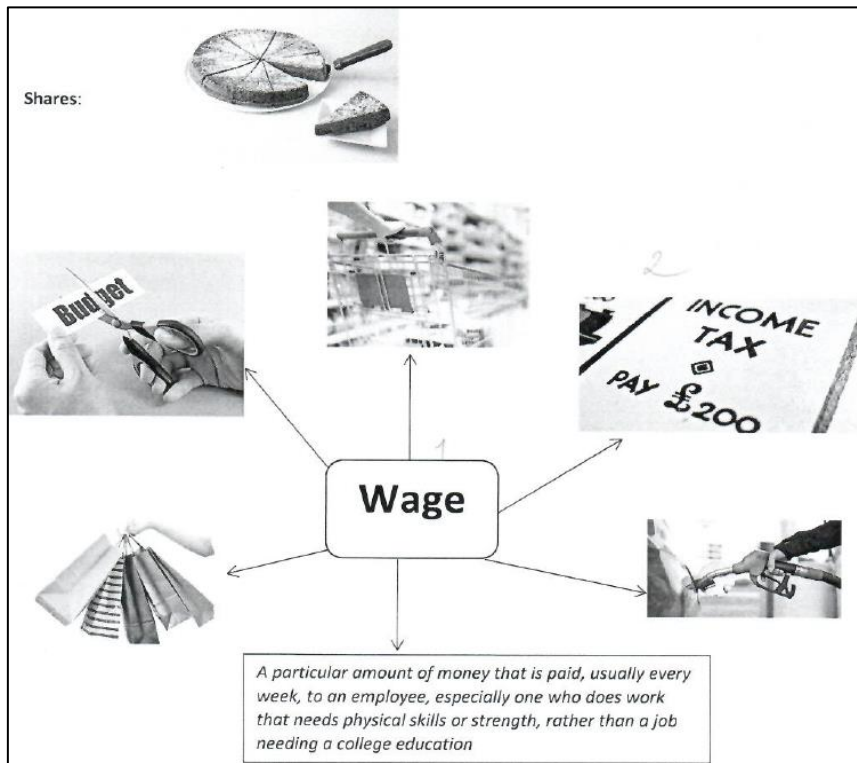 Shares:
Budget
2
INCOME
TAX
PAY £200
1
Wage
A particular amount of money that is paid, usually every
week, to an employee, especially one who does work
that needs physical skills or strength, rather than a job
needing a college education